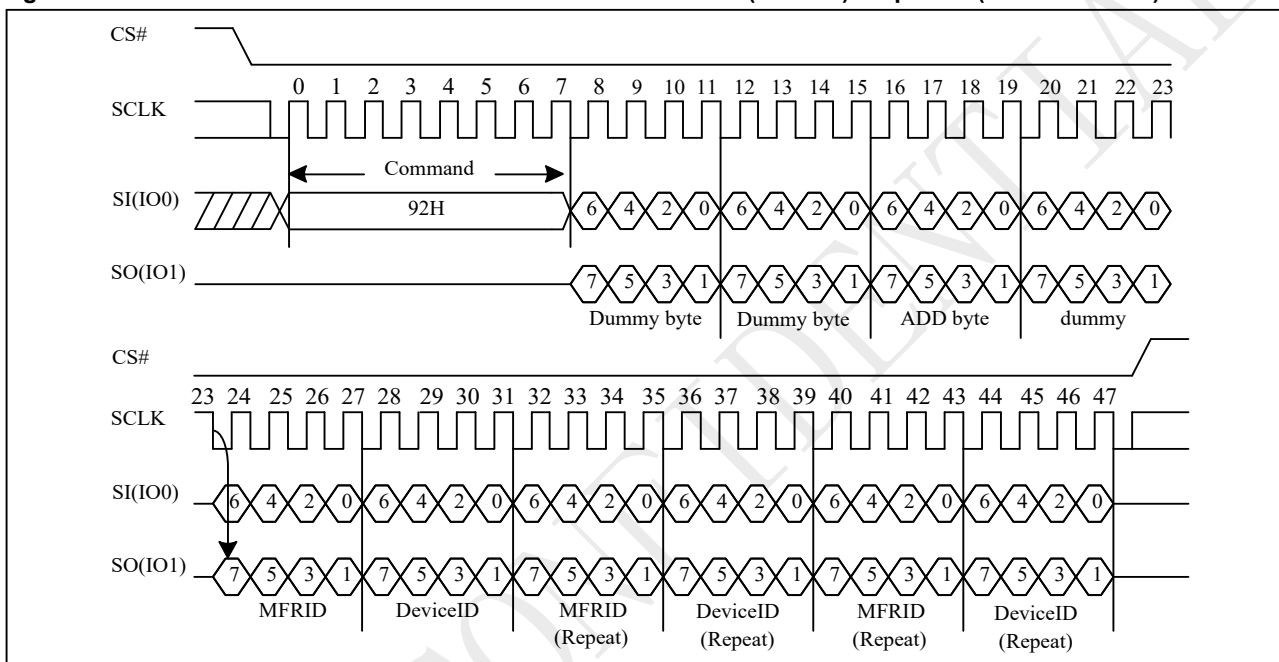 CS#
0 1 2 3 4 5 6 7 8 9 10 11 12 13 14 15 16 17 18 19 20 21 22 23
SCLK
Command
SI(IO0)
92H
6 4 2 0 6 4 2 0 6 4 2 0 6 4 2 0
SO(IO1)
7 5 3 1 7 5 3 1 7 5 3 1 7 5 3 1
Dummy byte Dummy byte ADD byte dummy
CS#
23 24 25 26 27 28 29 30 31 32 33 34 35 36 37 38 39 40 41 42 43 44 45 46 47
SCLK
SI(IO0)
6 4 2 0 6 4 2 0 6 4 2 0 6 4 2 0 6 4 2 0 6 4 2 0
SO(IO1)
7 5 3 1 7 5 3 1 7 5 3 1 7 5 3 1 7 5 3 1 7 5 3 1
MFRID DeviceID MFRID DeviceID MFRID DeviceID
(Repeat) (Repeat) (Repeat) (Repeat)